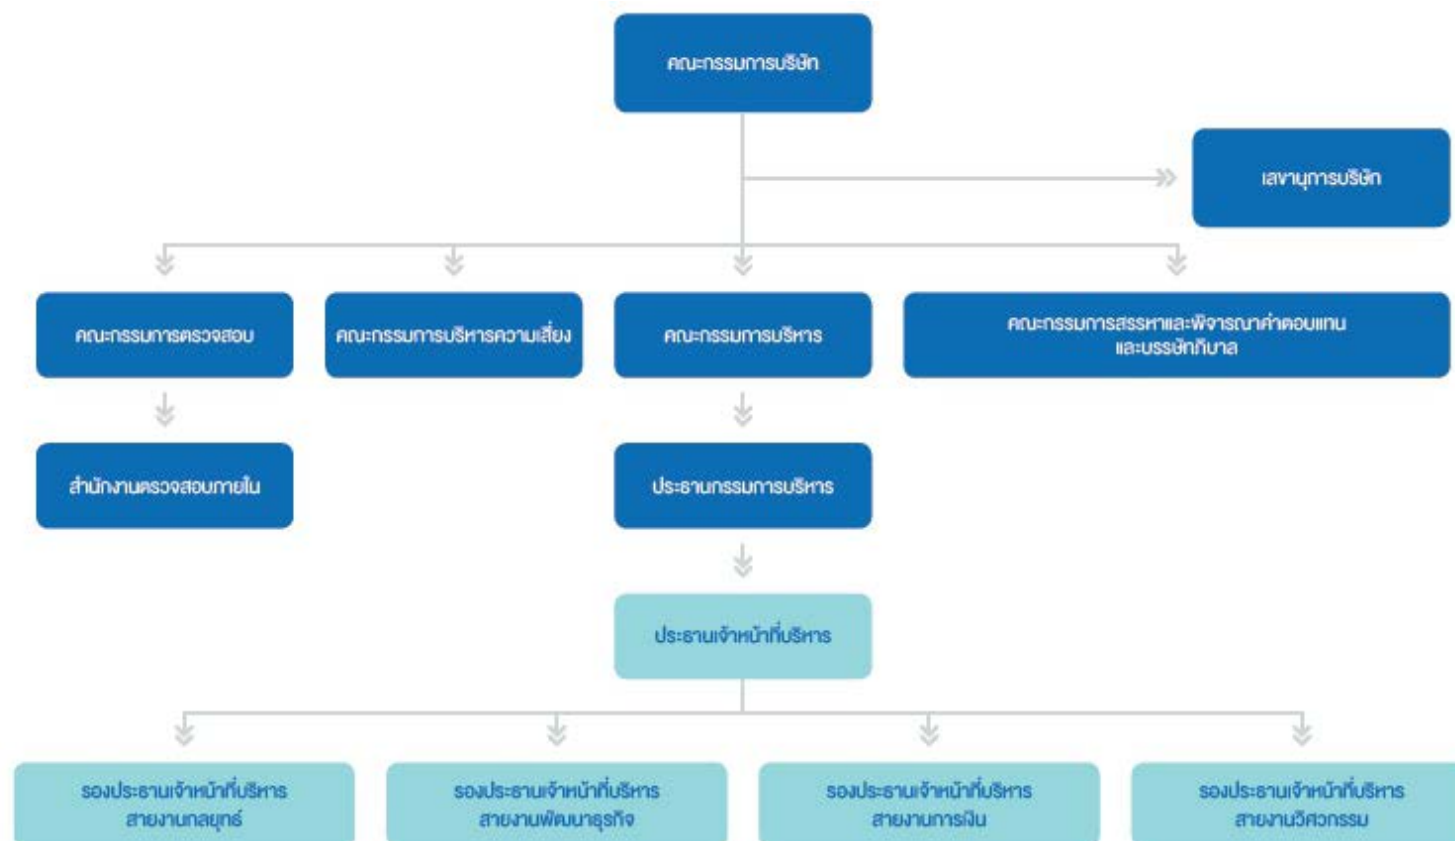 คณะกรรมการบริษัท
เลขานุการบริษัท
คณะกรรมการตรวจสอบ
คณะกรรมการบริหารความเสี่ยง
คณะกรรมการบริหาร
คณะกรรมการสรรหาและพิจารณาค่าตอบแทน
และบรรษัทภิบาล
สำนักงานตรวจสอบภายใน
ประธานกรรมการบริหาร
ประธานเจ้าหน้าที่บริหาร
รองประธานเจ้าหน้าที่บริหาร
สายงานกลยุทธ์
รองประธานเจ้าหน้าที่บริหาร
สายงานพัฒนาธุรกิจ
รองประธานเจ้าหน้าที่บริหาร
สายงานการเงิน
รองประธานเจ้าหน้าที่บริหาร
สายงานวิศวกรรม